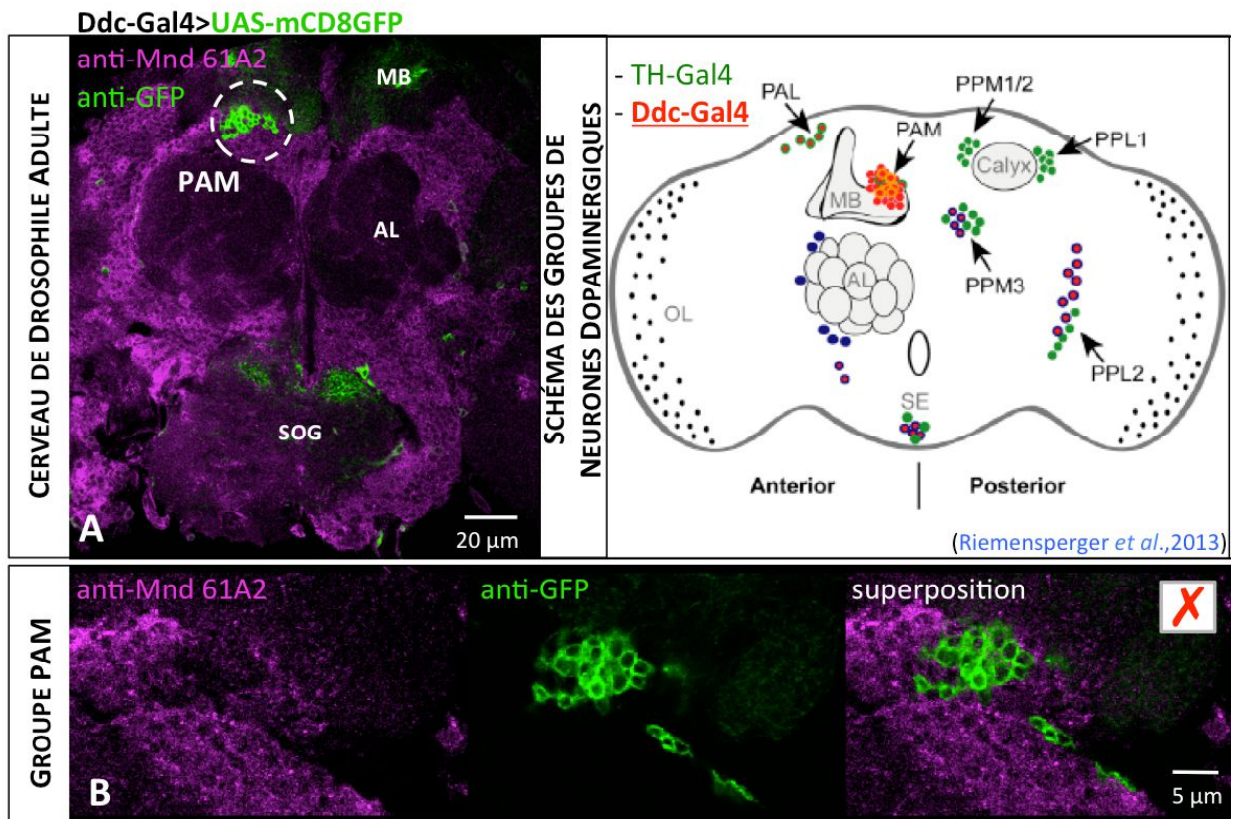 Ddc-Gal4>UAS-mCD8GFP
CERVEAU DE DROSOPHILE ADULTE
anti-Mnd 61A2
anti-GFP
MB
PAM
AL
SOG
A
20 µm
SCHÉMA DES GROUPES DE
NEURONES DOPAMINERGIQUES
- TH-Gal4
- Ddc-Gal4
PAL
PAM
PPM1/2
PPL1
Calyx
MB
PPM3
AL
OL
PPL2
SE
Anterior
Posterior
(Riemensperger et al.,2013)
GROUPE PAM
anti-Mnd 61A2
anti-GFP
superposition
✗
B
5 µm